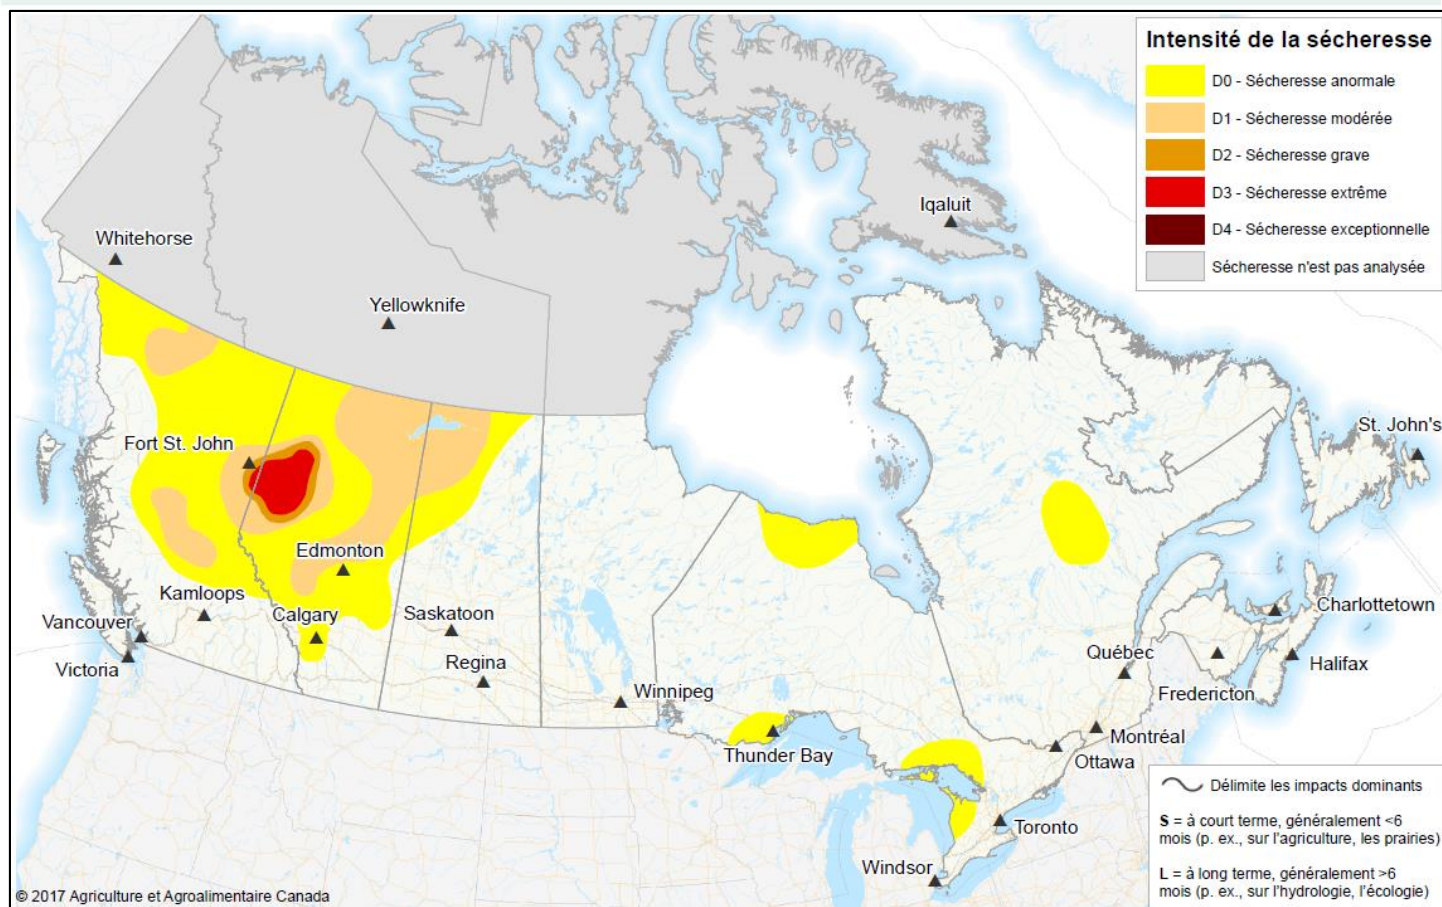 Intensité de la sécheresse
D0 - Sécheresse anormale
D1 - Sécheresse modérée
D2 - Sécheresse grave
D3 - Sécheresse extrême
D4 - Sécheresse exceptionnelle
Sécheresse n'est pas analysée
Iqaluit
Whitehorse
Yellowknife
Fort St. John
St. John's
Edmonton
Kamloops
Calgary
Saskatoon
Vancouver
Charlottetown
Victoria
Regina
Québec
Halifax
Winnipeg
Fredericton
Montréal
Thunder Bay
Ottawa
Toronto
Windsor
Délimite les impacts dominants
S = à court terme, généralement <6
mois (p. ex., sur l'agriculture, les prairies)
L = à long terme, généralement >6
mois (p. ex., sur l'hydrologie, l'écologie)
© 2017 Agriculture et Agroalimentaire Canada